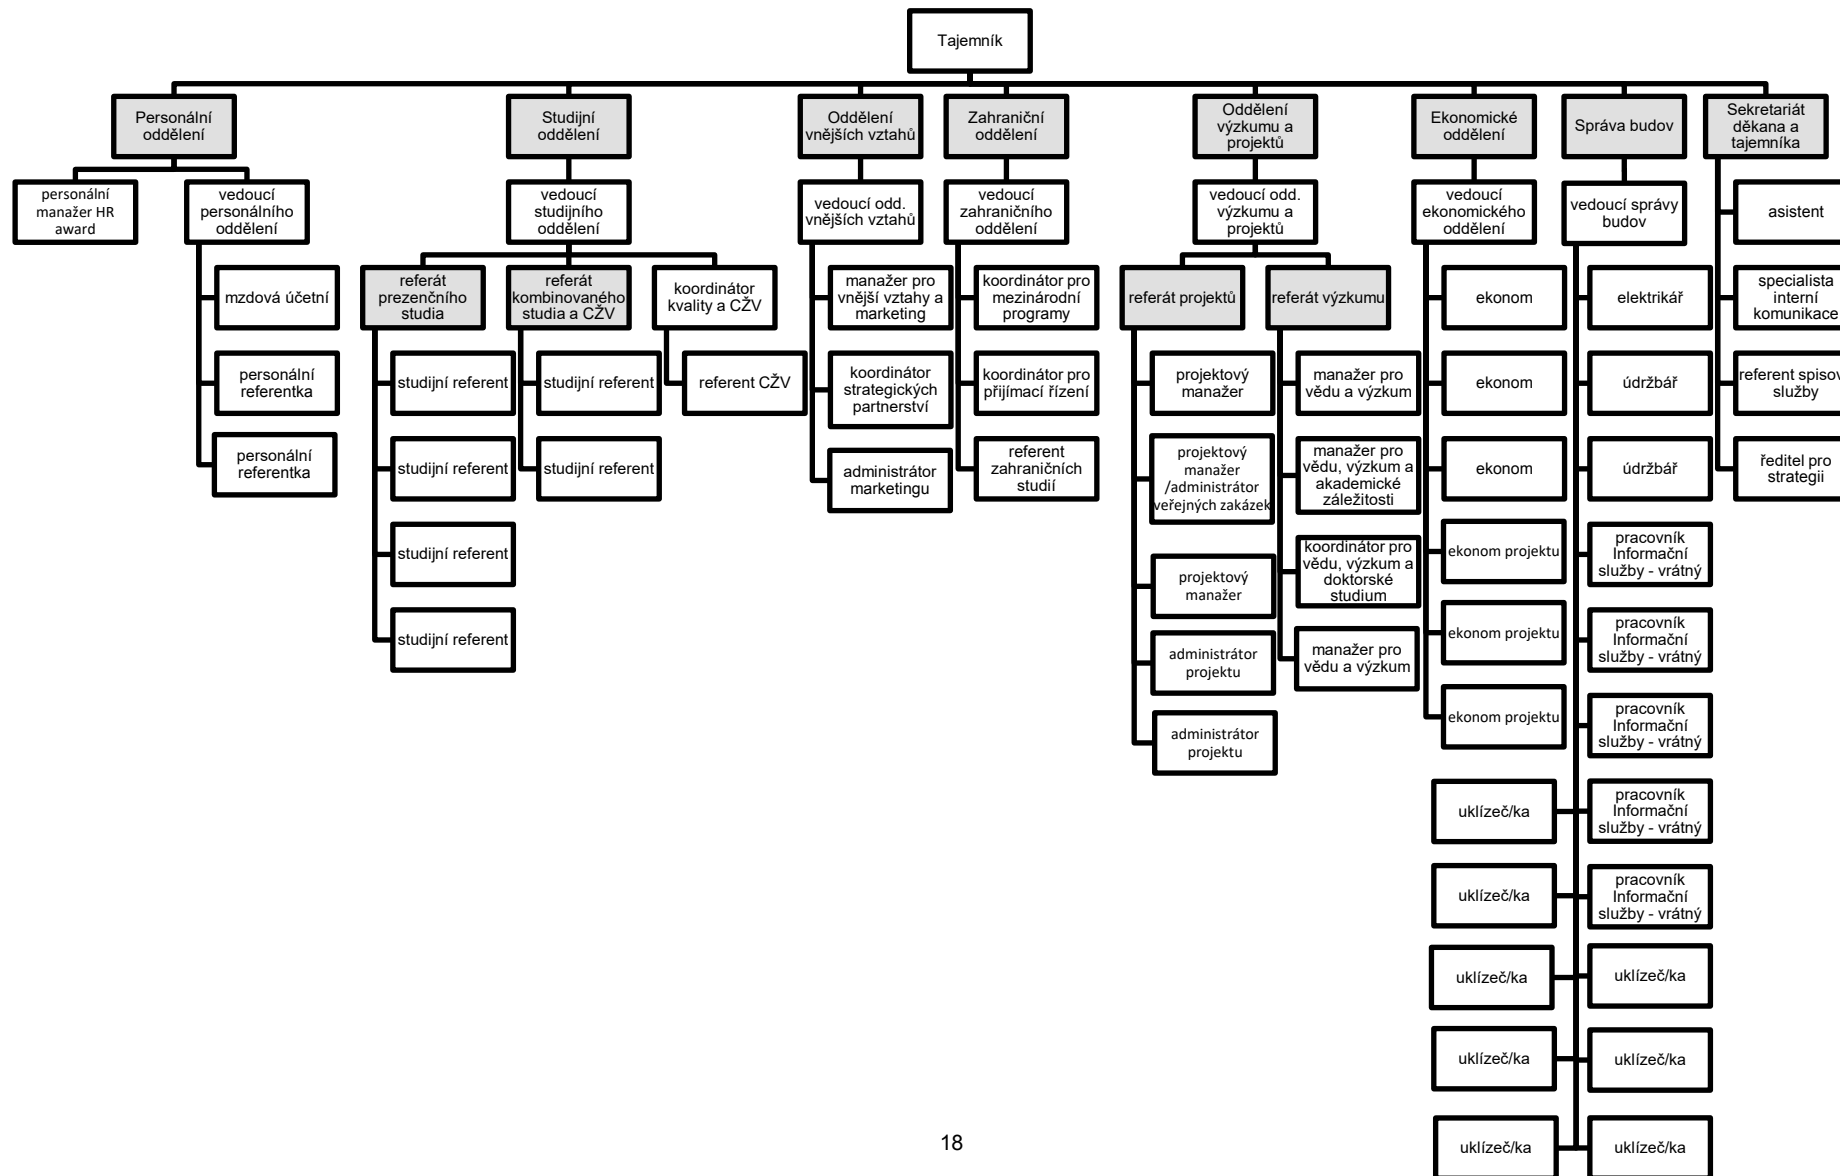 Tajemník
Personální
oddělení
Studijní
oddělení
Oddělení
vnějších vztahů
Zahraniční
oddělení
Oddělení
výzkumu a
projektů
Ekonomické
oddělení
Správa budov
Sekretariát
děkana a
tajemníka
personální
manažer HR
award
vedoucí
personálního
oddělení
vedoucí
studijního
oddělení
vedoucí odd.
vnějších vztahů
vedoucí
zahraničního
oddělení
vedoucí odd.
výzkumu a
projektů
vedoucí
ekonomického
oddělení
vedoucí správy
budov
asistent
mzdová účetní
referát
prezenčního
studia
referát
kombinovaného
studia a CŽV
koordinátor
kvality a CŽV
manažer pro
vnější vztahy a
marketing
koordinátor
pro
mezinárodní
programy
referát projektů
referát výzkumu
ekonom
elektrikář
specialista
interní
komunikace
personální
referentka
studijní referent
studijní referent
referent CŽV
koordinátor
strategických
partnerství
koordinátor pro
přijímací řízení
projektový
manažer
manažer pro
vědu a výzkum
ekonom
údržbář
referent spisov
služby
personální
referentka
studijní referent
studijní referent
administrátor
marketingu
referent
zahraničních
studií
projektový
manažer
/administrátor
veřejných zakázek
manažer pro
vědu, výzkum a
akademické
záležitosti
ekonom
údržbář
ředitel pro
strategii
studijní referent
projektový
manažer
koordinátor pro
vědu, výzkum a
doktorské
studium
ekonom projektu
pracovník
Informační
služby - vrátný
studijní referent
administrátor
projektu
manažer pro
vědu a výzkum
ekonom projektu
pracovník
Informační
služby - vrátný
administrátor
projektu
ekonom projektu
pracovník
Informační
služby - vrátný
uklízeč/ka
pracovník
Informační
služby - vrátný
uklízeč/ka
pracovník
Informační
služby - vrátný
uklízeč/ka
uklízeč/ka
uklízeč/ka
uklízeč/ka
uklízeč/ka
uklízeč/ka
18